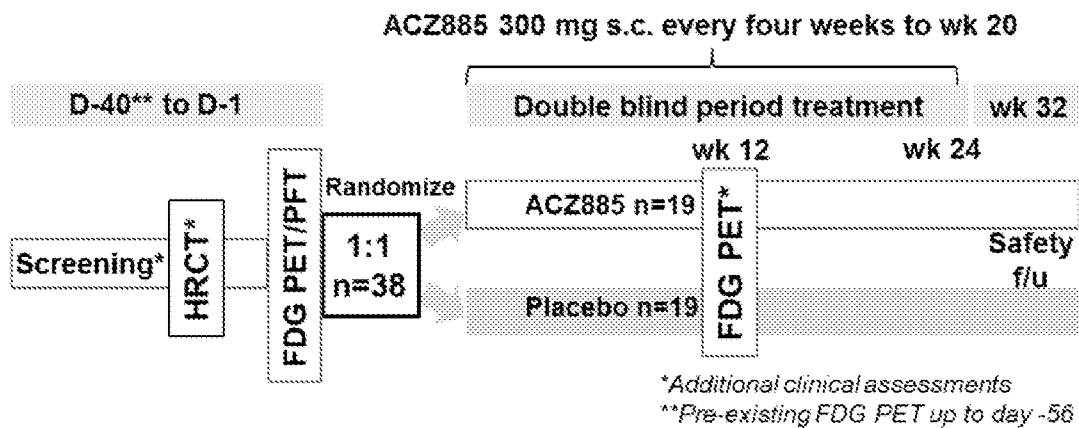 ACZ885 300 mg s.c. every four weeks to wk 20
D-40** to D-1
Double blind period treatment
wk 32
wk 12
wk 24
Screening*
HRCT*
FDG PET/PFT
Randomize
1:1
n=38
ACZ885 n=19
Placebo n=19
FDG PET*
Safety
f/u
*Additional clinical assessments
**Pre-existing FDG PET up to day -56